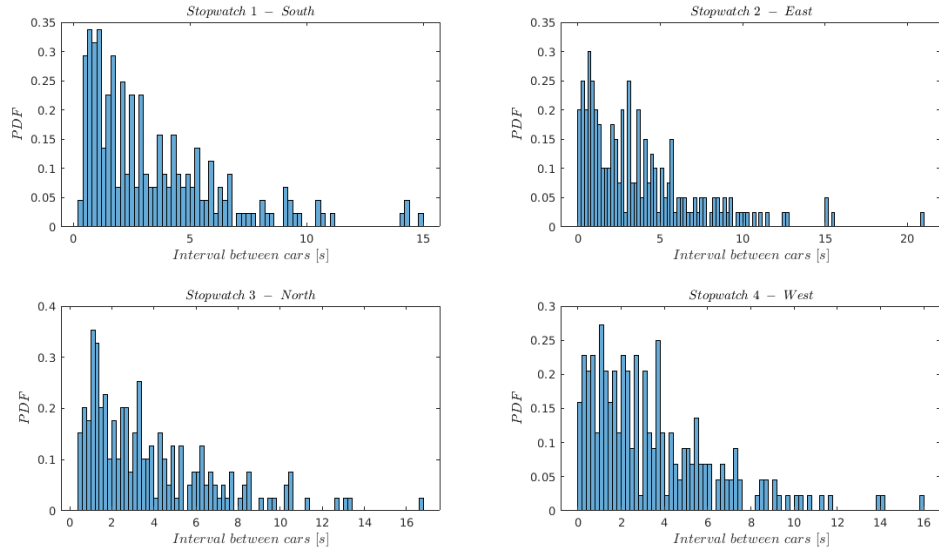 Stopwatch 1 − South
PDF
0.35
0.3
0.25
0.2
0.15
0.1
0.05
0
0 5 10 15
Interval between cars [s]
Stopwatch 2 − East
PDF
0.35
0.3
0.25
0.2
0.15
0.1
0.05
0
0 5 10 15 20
Interval between cars [s]
Stopwatch 3 − North
PDF
0.4
0.3
0.2
0.1
0
0 2 4 6 8 10 12 14 16
Interval between cars [s]
Stopwatch 4 − West
PDF
0.3
0.25
0.2
0.15
0.1
0.05
0
0 2 4 6 8 10 12 14 16
Interval between cars [s]